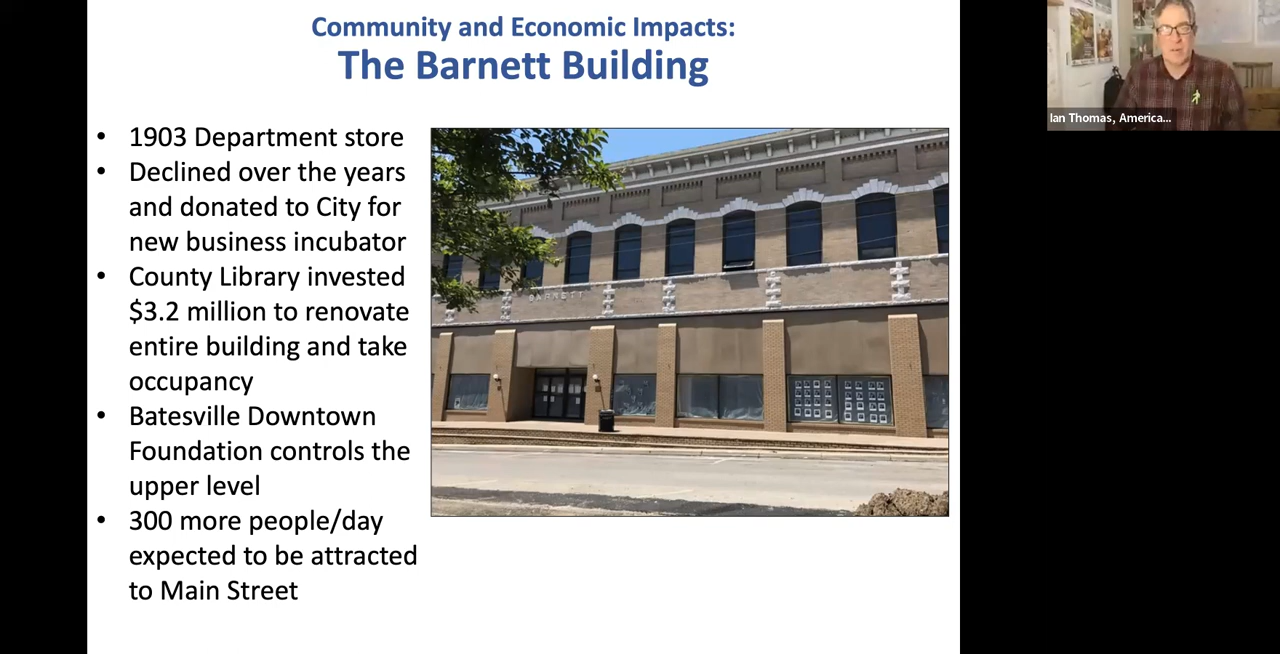 Community and Economic Impacts:
The Barnett Building
• 1903 Department store
• Declined over the years
and donated to City for
new business incubator
• County Library invested
$3.2 million to renovate
entire building and take
occupancy
• Batesville Downtown
Foundation controls the
upper level
• 300 more people/day
expected to be attracted
to Main Street
BARNETT
Ian Thomas, America...